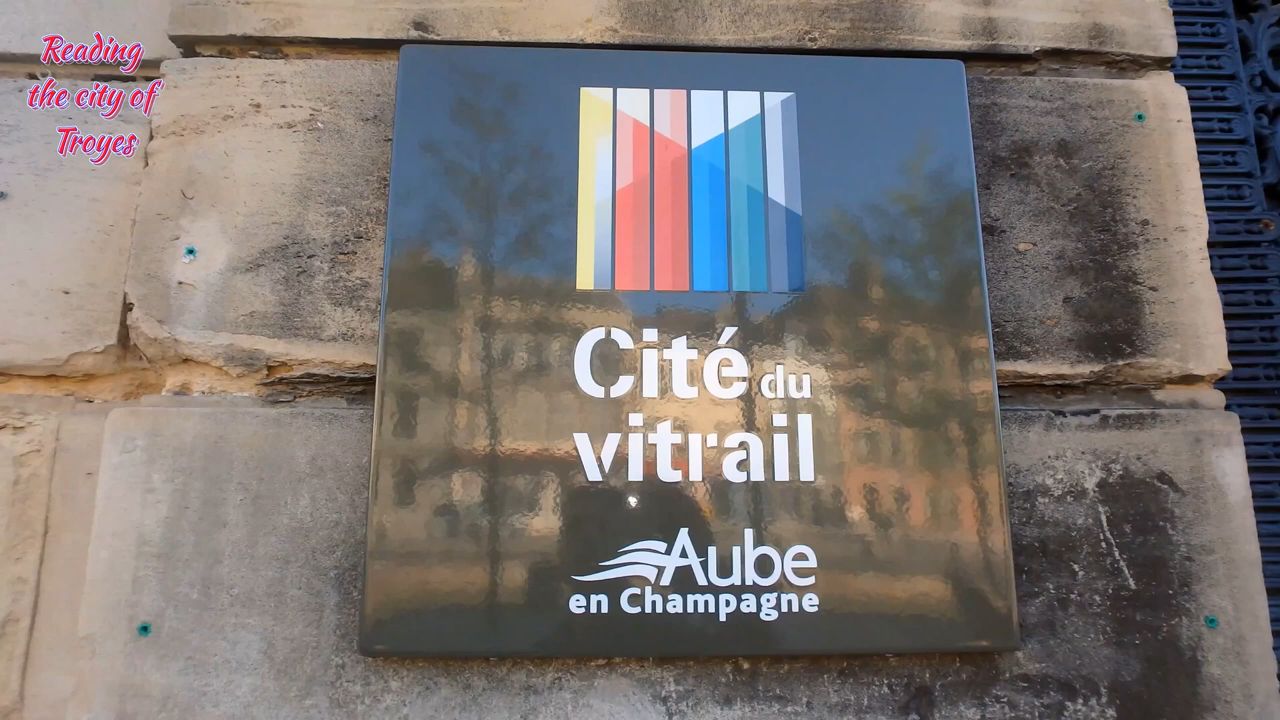 Reading
the city of
Troyes
Cité du
vitrail
Aube
en Champagne